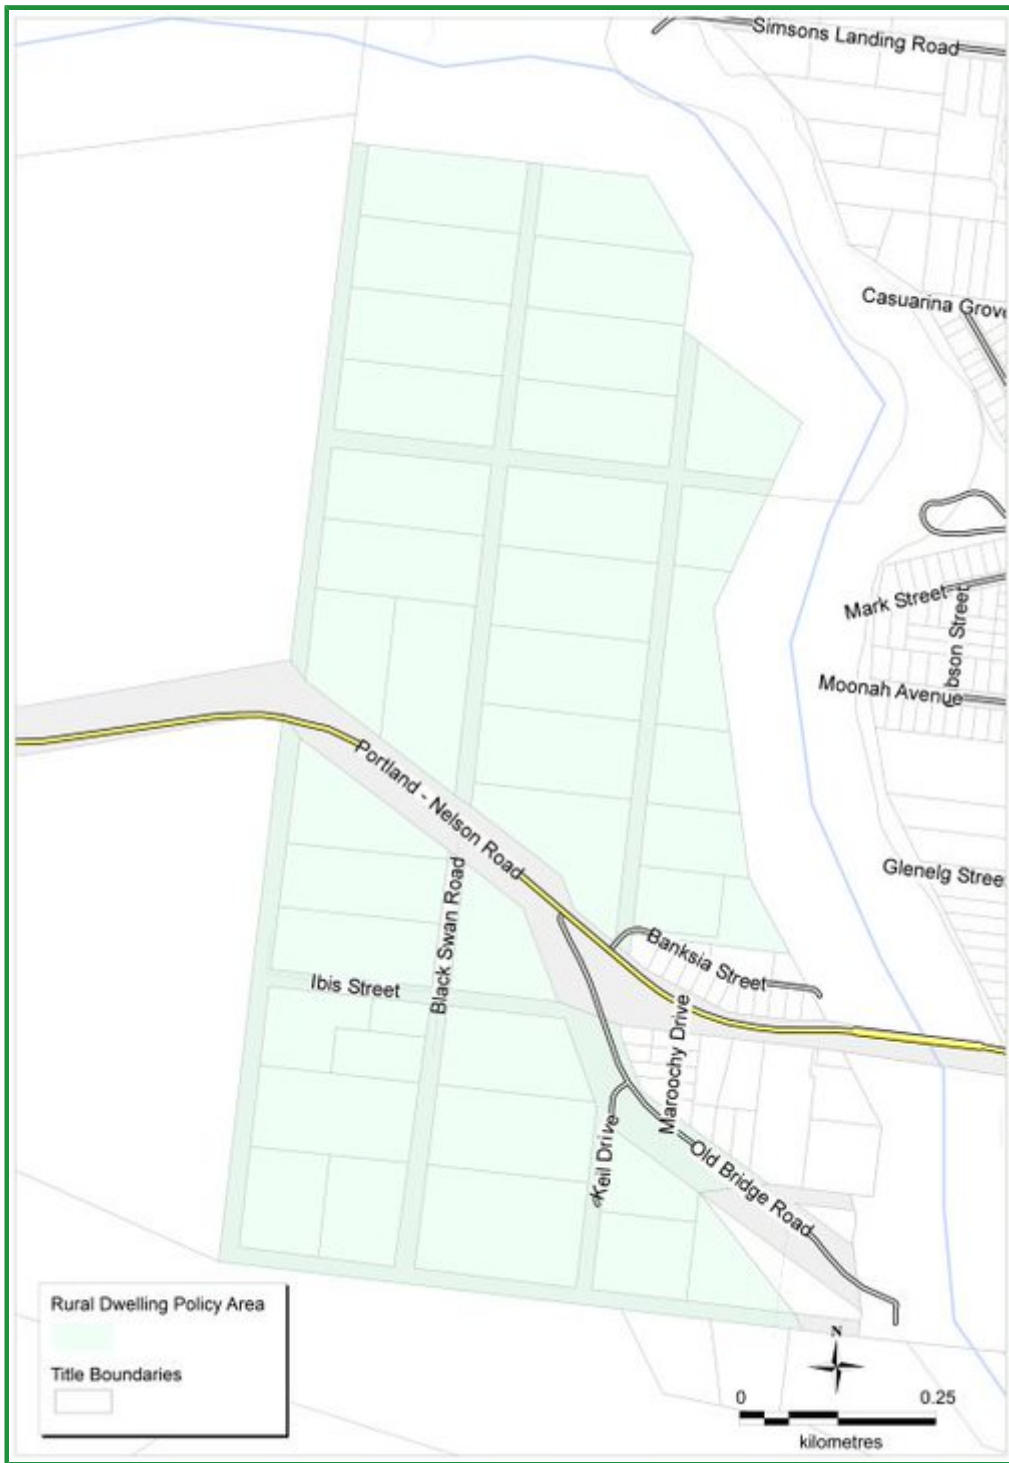 Simsons Landing Road
Casuarina Grove
Mark Street
bson Street
Moonah Avenue
Portland - Nelson Road
Glenelg Stree
Black Swan Road
Banksia Street
Ibis Street
Maroochy Drive
Keil Drive
Old Bridge Road
Rural Dwelling Policy Area
Title Boundaries
N
0 0.25
kilometres